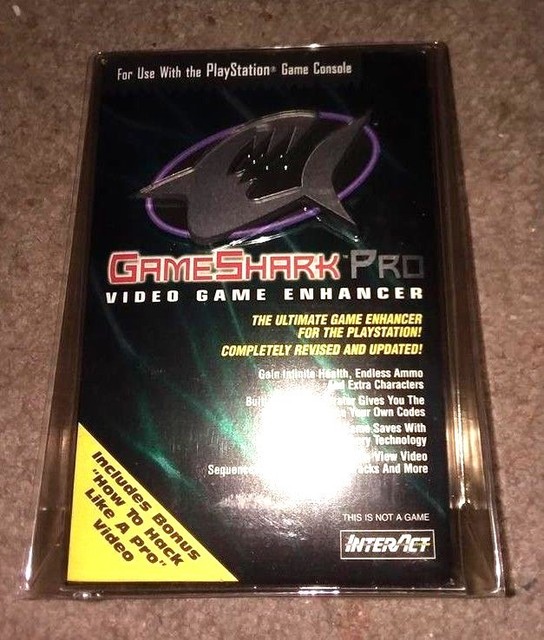 For Use With the PlayStation® Game Console
GAMESHARK™ PRO
VIDEO GAME ENHANCER
THE ULTIMATE GAME ENHANCER
FOR THE PLAYSTATION!
COMPLETELY REVISED AND UPDATED!
Gain Infinite Health, Endless Ammo
And Extra Characters
Gives You The
Your Own Codes
Saves With
Technology
View Video
And More
Includes Bonus
"How To Hack
Like A Pro"
Video
THIS IS NOT A GAME
INTERACT